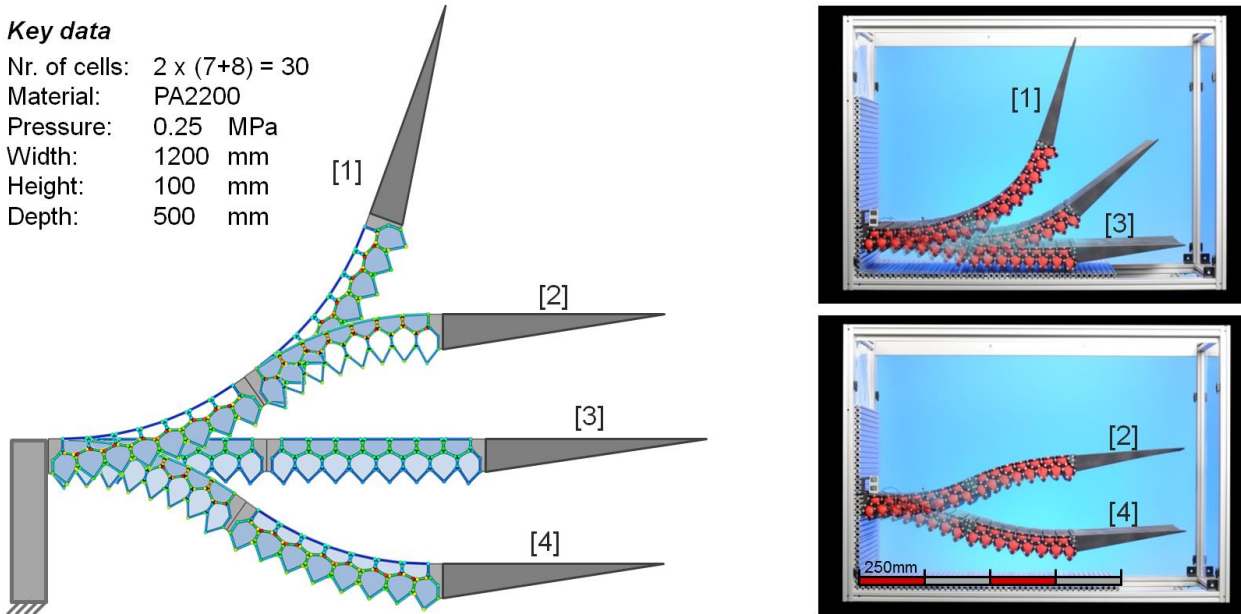 Key data
Nr. of cells: 2 x (7+8) = 30
Material: PA2200
Pressure: 0.25 MPa
Width: 1200 mm
Height: 100 mm
Depth: 500 mm
[1]
[2]
[3]
[4]
[1]
[3]
[2]
[4]
250mm